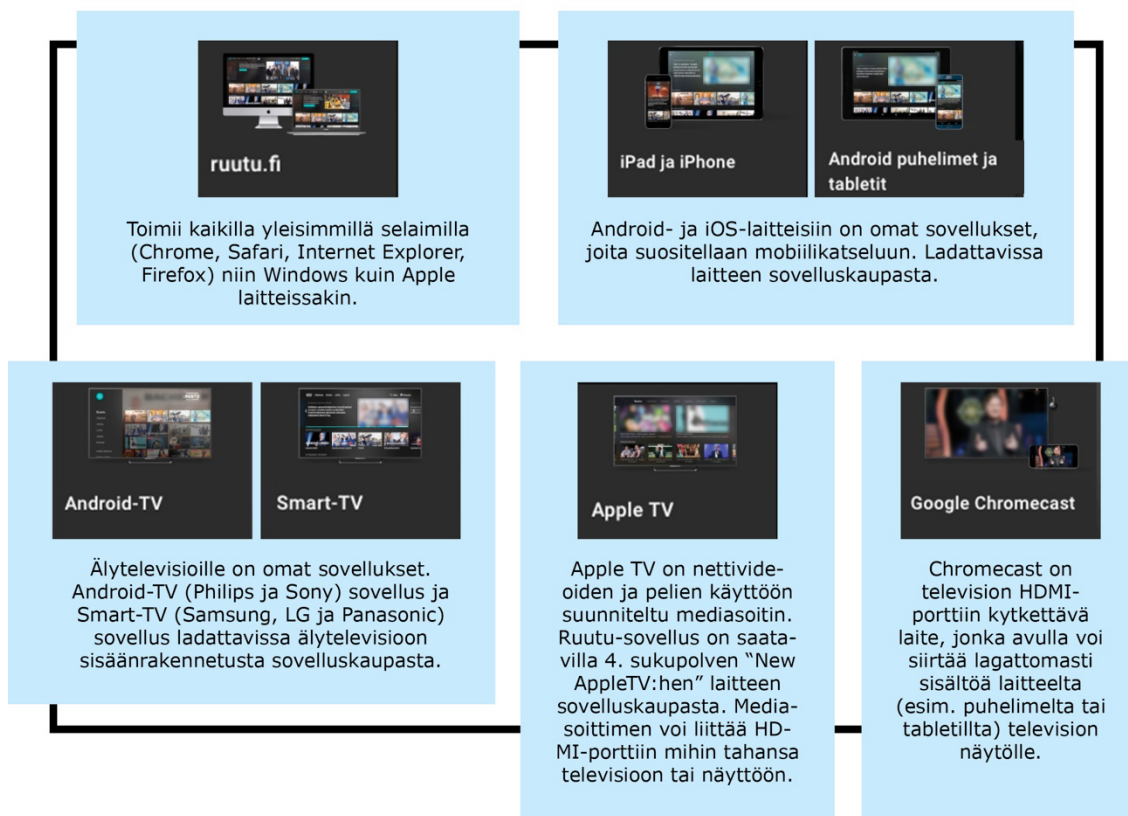 ruutu.fi
Toimii kaikilla yleisimmillä selaimilla
(Chrome, Safari, Internet Explorer,
Firefox) niin Windows kuin Apple
laitteissakin.
iPad ja iPhone
Android puhelimet ja
tabletit
Android- ja iOS-laitteisiin on omat sovellukset,
joita suositellaan mobiilikatseluun. Ladattavissa
laitteen sovelluskaupasta.
Android-TV
Smart-TV
Älytelevisioille on omat sovellukset.
Android-TV (Philips ja Sony) sovellus ja
Smart-TV (Samsung, LG ja Panasonic)
sovellus ladattavissa älytelevisioon
sisäänrakennetusta sovelluskaupasta.
Apple TV
Apple TV on nettivide-
oiden ja pelien käyttöön
suunniteltu mediasoitin.
Ruutu-sovellus on saata-
villa 4. sukupolven “New
AppleTV:hen” laitteen
sovelluskaupasta. Media-
soittimen voi liittää HD-
MI-porttiin mihin tahansa
televisioon tai näyttöön.
Google Chromecast
Chromecast on
television HDMI-
porttiin kytkettävä
laite, jonka avulla voi
siirtää lagattomasti
sisältöä laitteelta
(esim. puhelimelta tai
tabletillta) television
näytölle.